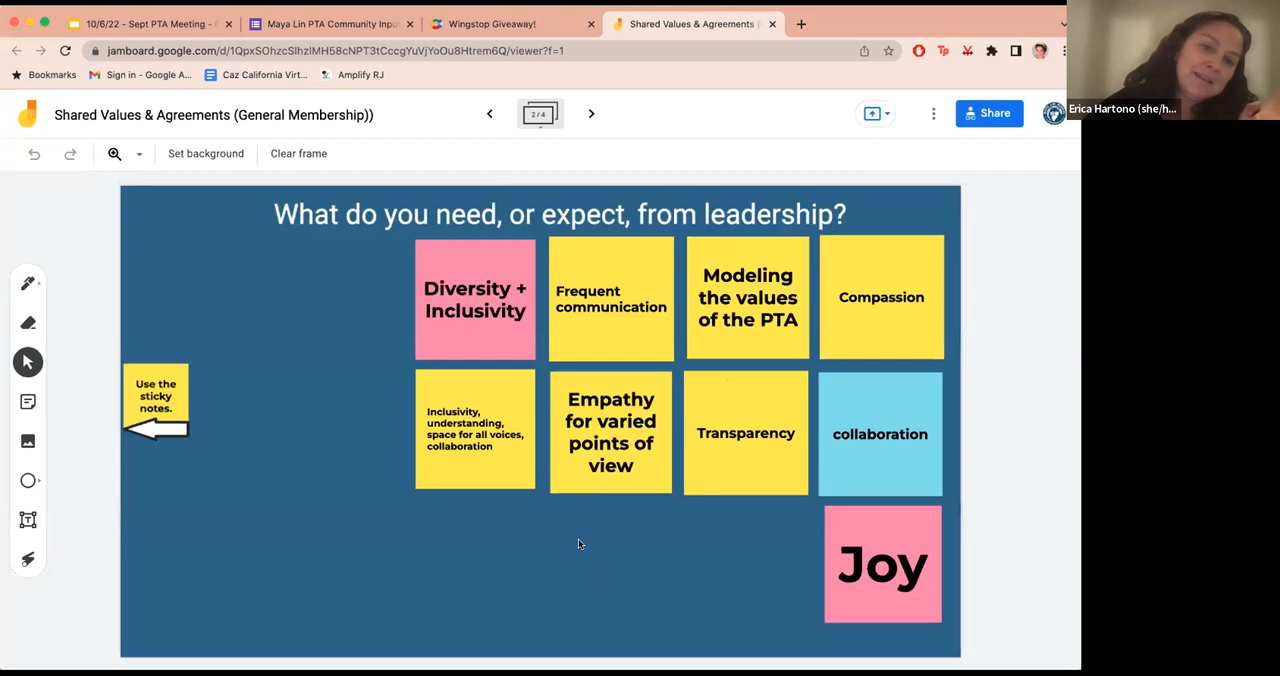 10/6/22 - Sept PTA Meeting -
Maya Lin PTA Community Inpu
Wingstop Giveaway!
Shared Values & Agreements (
jamboard.google.com/d/1QpxSOhzcSlhzlMH58cNPT3tCccgYuVjYoOu8Htrem6Q/viewer?f=1
Bookmarks
Sign in - Google A...
Caz California Virt...
Amplify RJ
Erica Hartono (she/h...
Shared Values & Agreements (General Membership))
2/4
Share
Set background
Clear frame
What do you need, or expect, from leadership?
Diversity +
Inclusivity
Frequent
communication
Modeling
the values
of the PTA
Compassion
Use the
sticky
notes.
Inclusivity,
understanding,
space for all voices,
collaboration
Empathy
for varied
points of
view
Transparency
collaboration
Joy